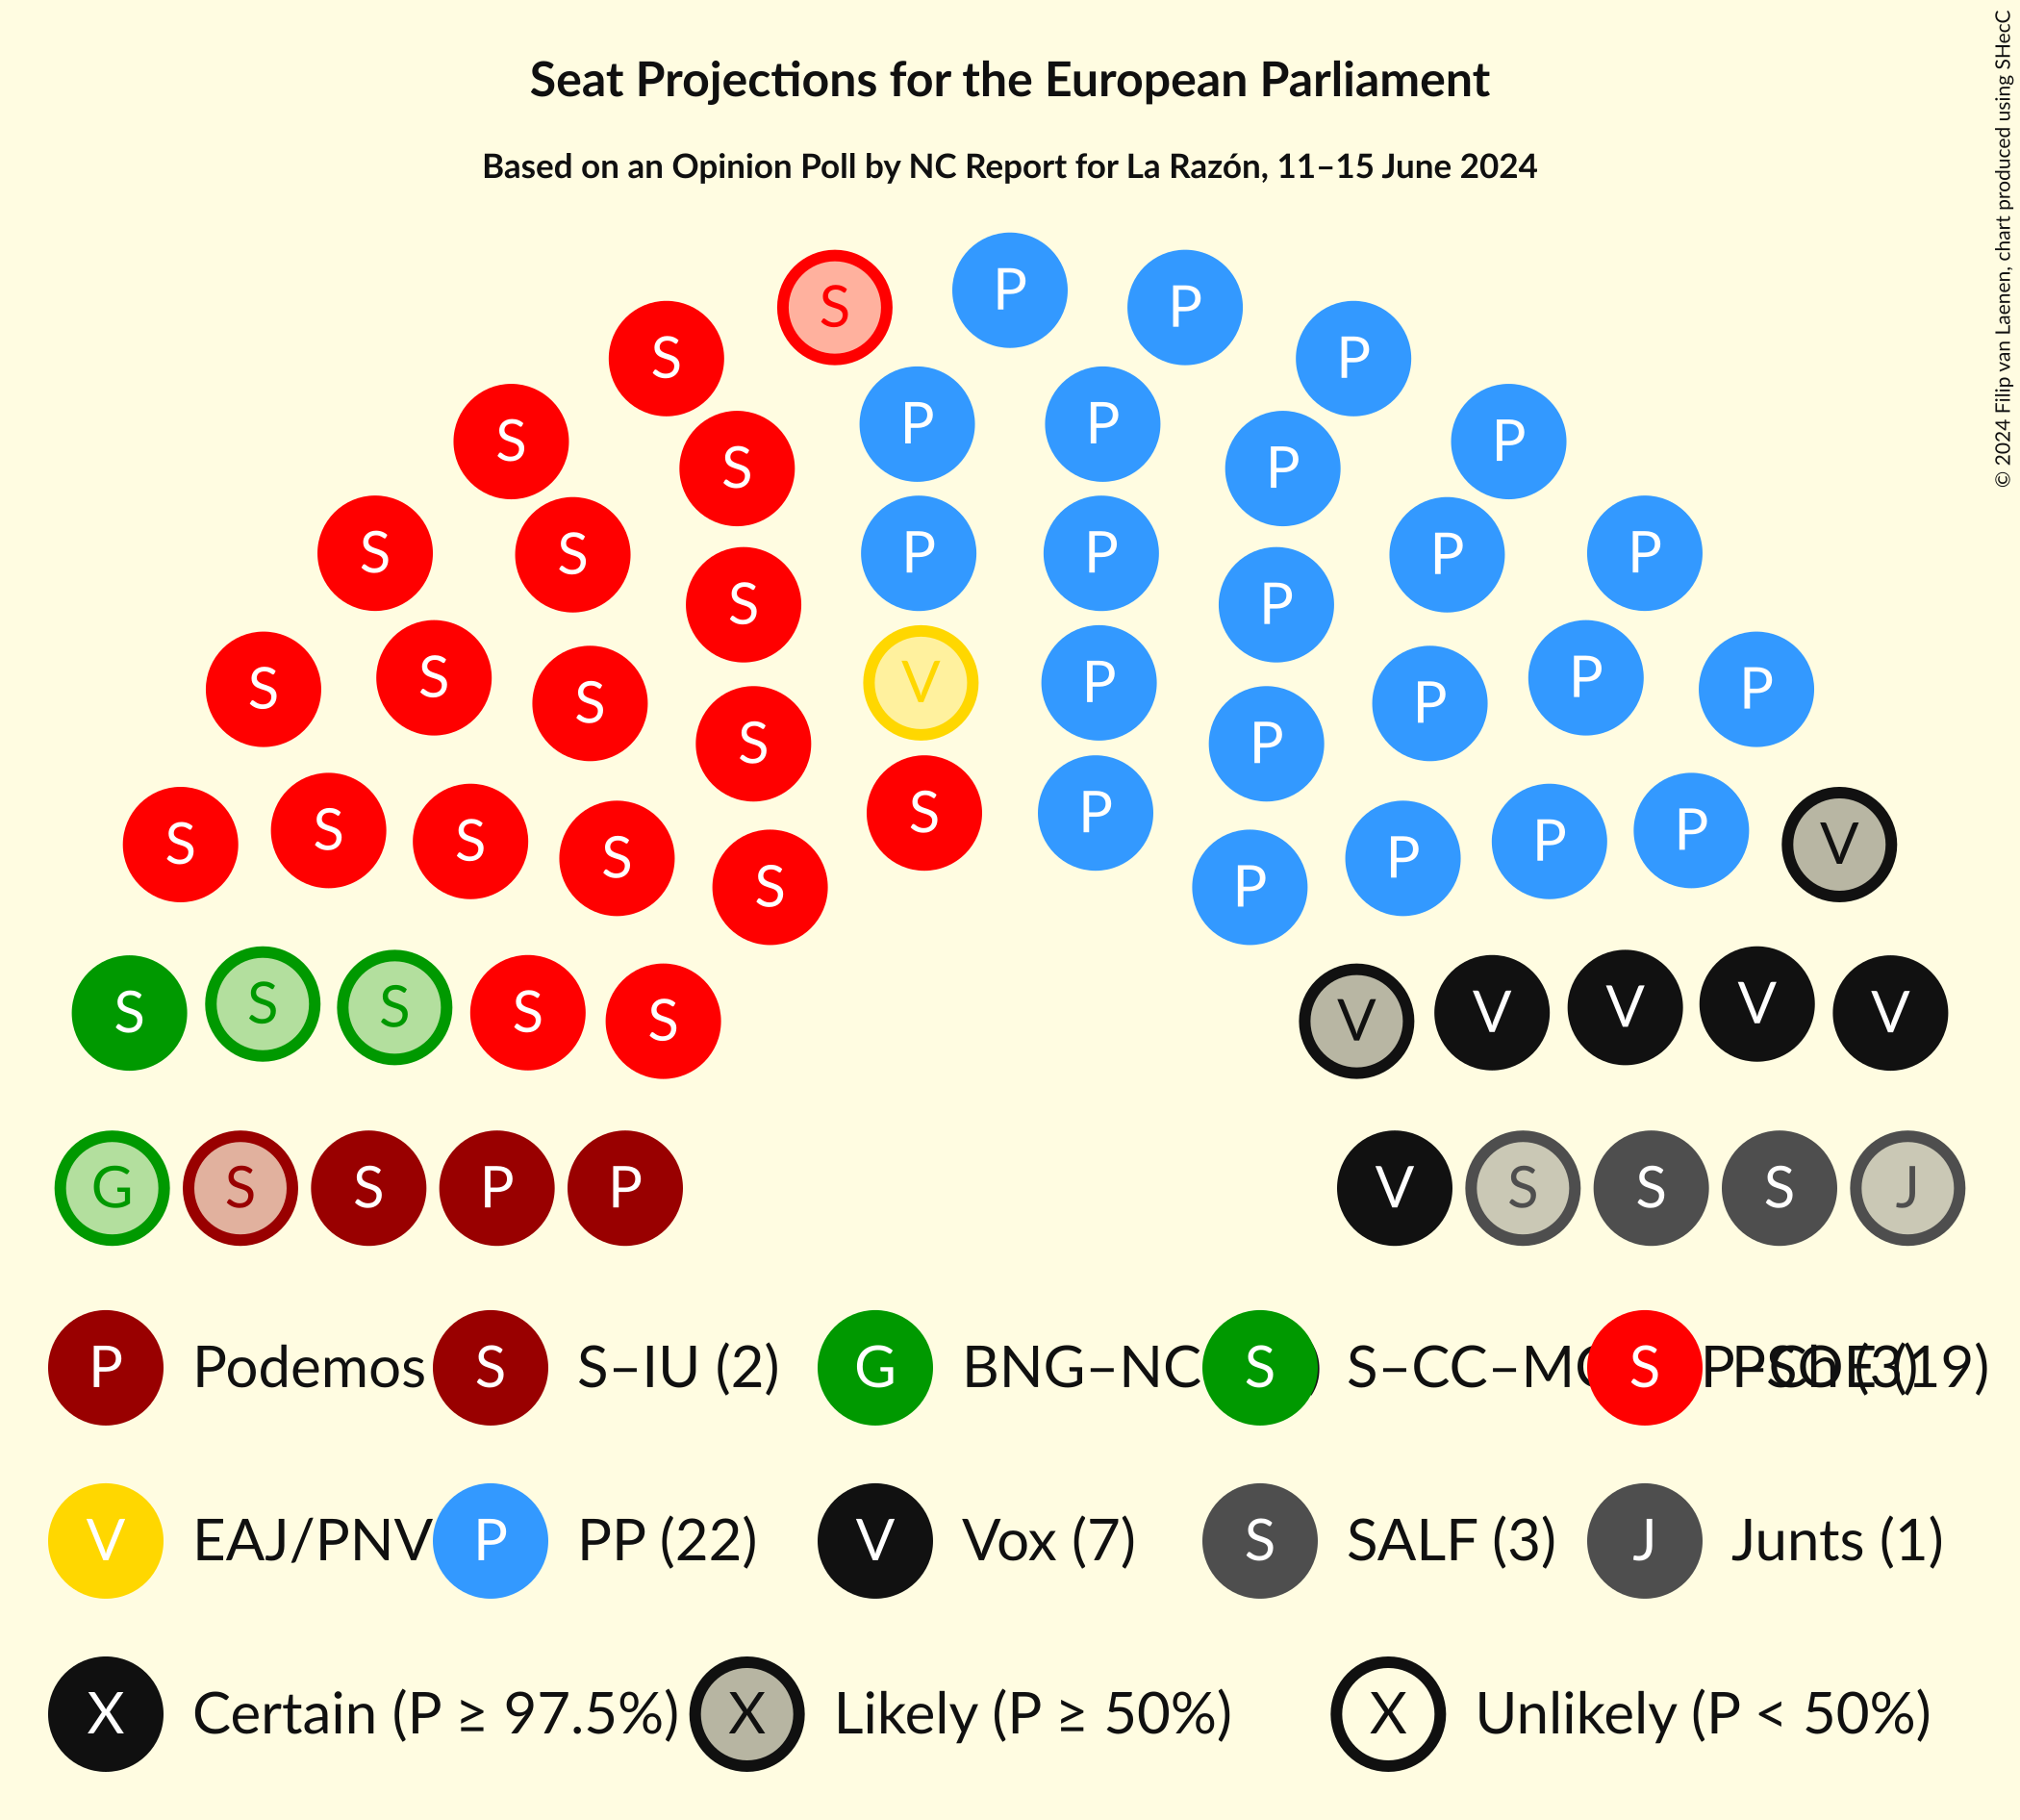 Seat Projections for the European Parliament
Based on an Opinion Poll by NC Report for La Razón, 11–15 June 2024
© 2024 Filip van Laenen, chart produced using SHecC
S P P
S P
S S P P P
S S P P
S P P S P
S S S V P P P P
S P P
S S S S S P P P P P V
S S S S S V V V V V
G S S P P V S S S J
P Podemos S S–IU (2) G BNG–NC S S–CC–M S PSOE (19)
V EAJ/PNV P PP (22) V Vox (7) S SALF (3) J Junts (1)
X Certain (P ≥ 97.5%) X Likely (P ≥ 50%) X Unlikely (P < 50%)